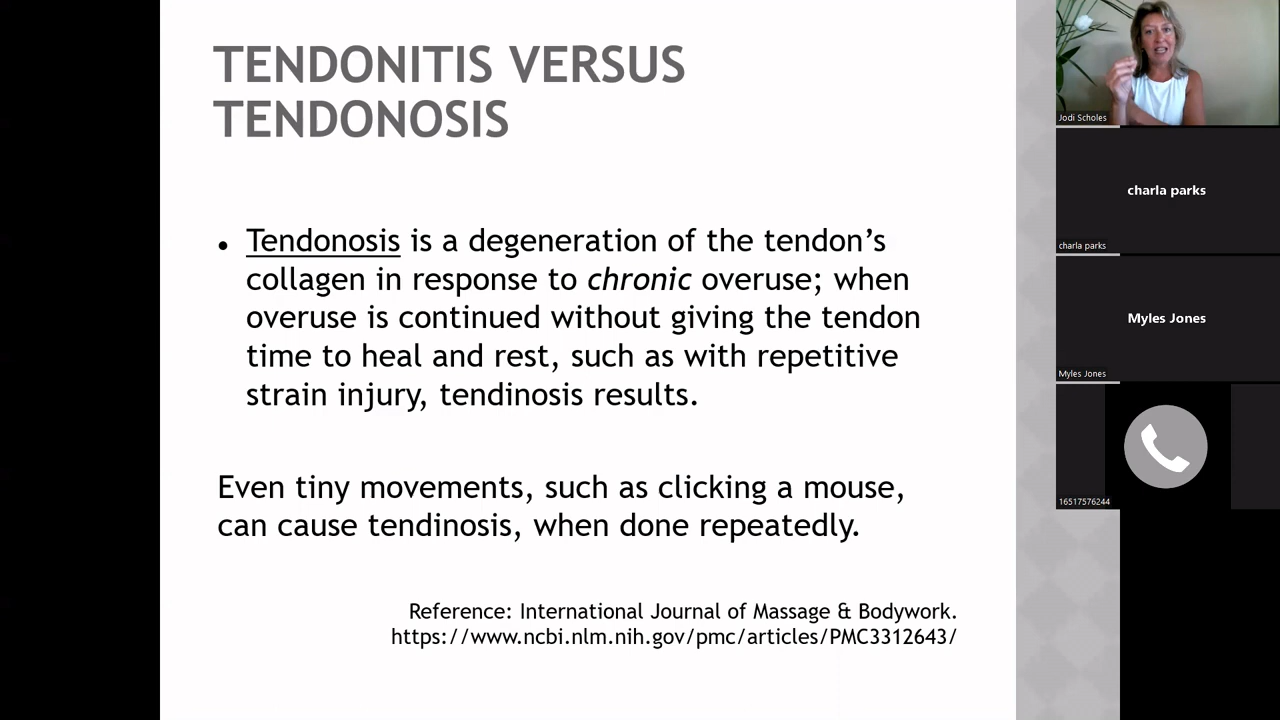 TENDONITIS VERSUS
TENDONOSIS
• Tendonosis is a degeneration of the tendon’s
collagen in response to chronic overuse; when
overuse is continued without giving the tendon
time to heal and rest, such as with repetitive
strain injury, tendinosis results.
Even tiny movements, such as clicking a mouse,
can cause tendinosis, when done repeatedly.
Reference: International Journal of Massage & Bodywork.
https://www.ncbi.nlm.nih.gov/pmc/articles/PMC3312643/
Jodi Scholes
charla parks
charla parks
Myles Jones
Myles Jones
16517576244